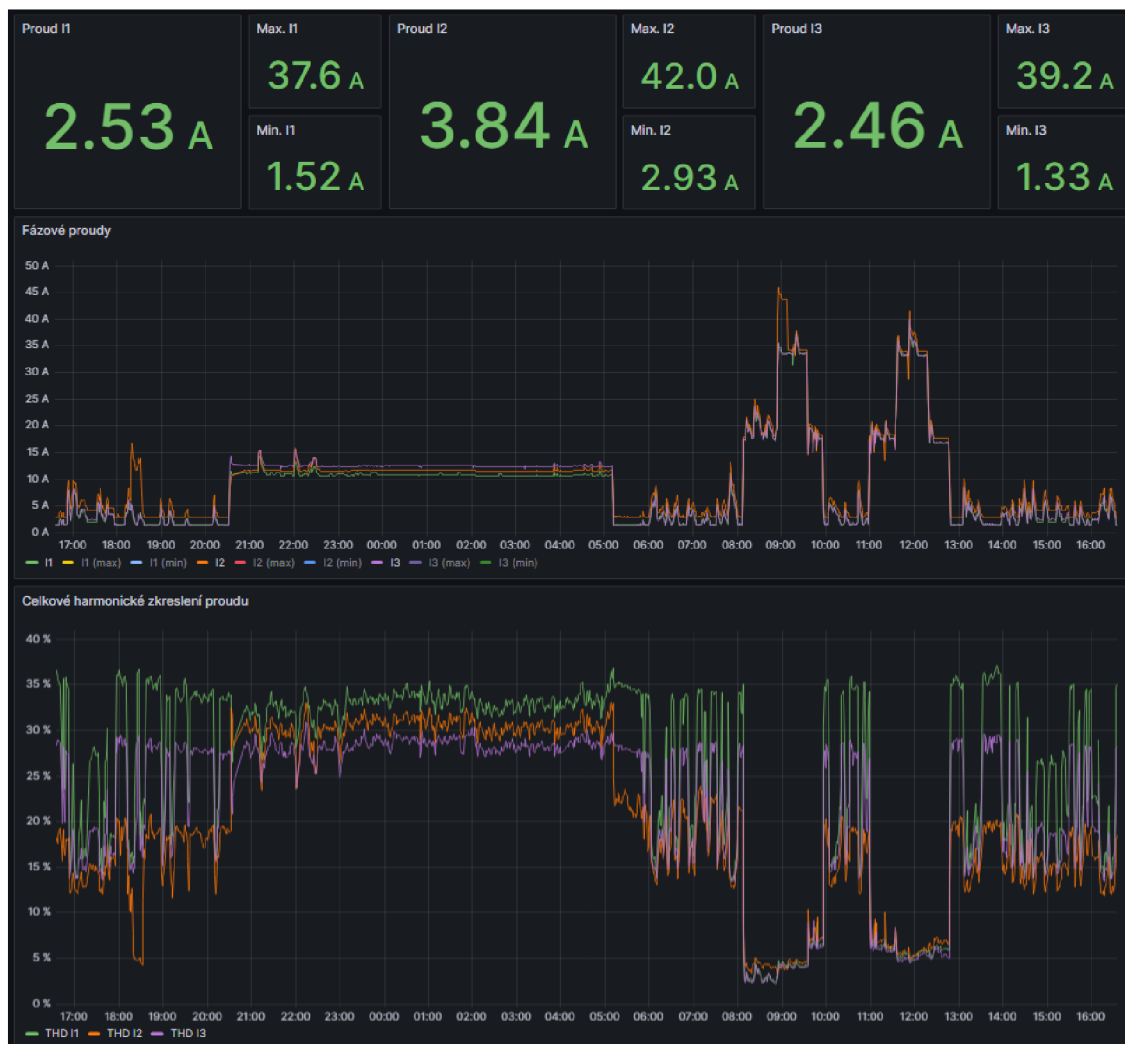 Proud I1
Max. I1
Proud I2
Max. I2
Proud I3
Max. I3
37.6 A
42.0 A
39.2 A
2.53 A
3.84 A
2.46 A
Min. I1
Min. I2
Min. I3
1.52 A
2.93 A
1.33 A
Fázové proudy
50 A
45 A
40 A
35 A
30 A
25 A
20 A
15 A
10 A
5 A
0 A
17:00 18:00 19:00 20:00 21:00 22:00 23:00 00:00 01:00 02:00 03:00 04:00 05:00 06:00 07:00 08:00 09:00 10:00 11:00 12:00 13:00 14:00 15:00 16:00
I1 I1 (max) I1 (min) I2 I2 (max) I2 (min) I3 I3 (max) I3 (min)
Celkové harmonické zkreslení proudu
40 %
35 %
30 %
25 %
20 %
15 %
10 %
5 %
0 %
17:00 18:00 19:00 20:00 21:00 22:00 23:00 00:00 01:00 02:00 03:00 04:00 05:00 06:00 07:00 08:00 09:00 10:00 11:00 12:00 13:00 14:00 15:00 16:00
THD I1 THD I2 THD I3